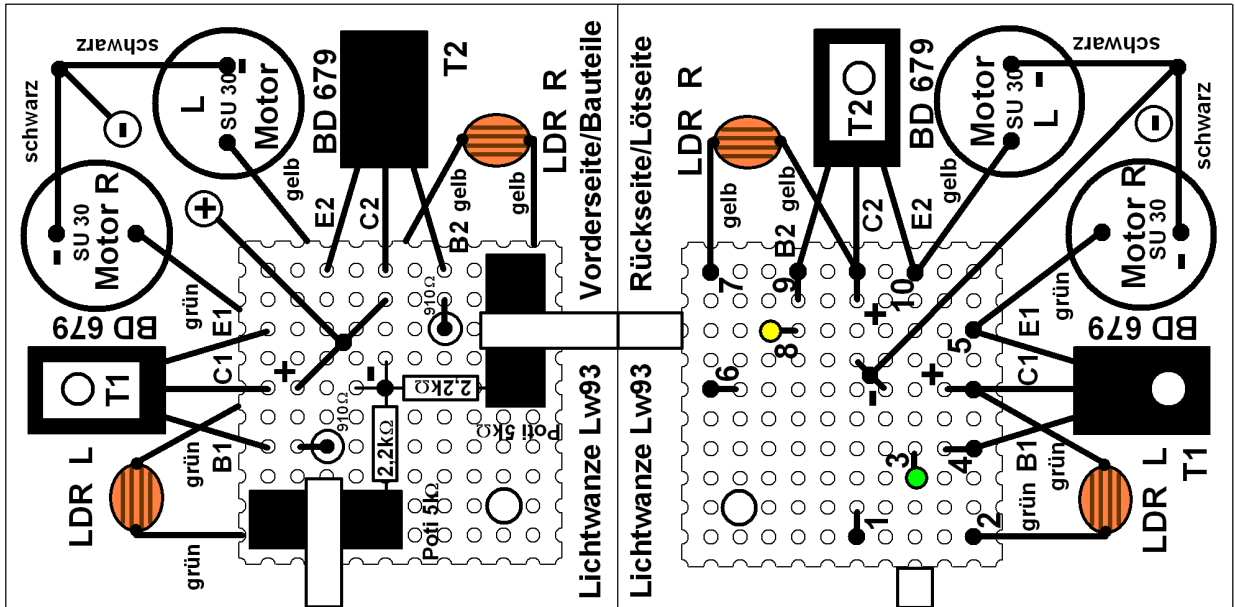 schwarz
schwarz
-
L
SU 30
Motor
-
-
SU 30
Motor R
gelb
+
BD 679
T2
LDR R
gelb
gelb
E2
C2
B2
grün
BD 679
E1
C1
B1
T1
+
-
910Ω
910Ω
2,2kΩ
2,2kΩ
Poti 5kΩ
Poti 5kΩ
LDR L
grün
grün
Vorderseite/Bauteile
Lichtwanze Lw93
Rückseite/Lötseite
Lichtwanze Lw93
LDR R
gelb
gelb
T2
BD 679
B2
C2
E2
gelb
Motor
L
-
SU 30
schwarz
-
schwarz
Motor R
SU 30
-
grün
BD 679
E1
C1
B1
T1
LDR L
grün
grün
7
9
10
+
8
5
6
-
+
3
4
1
2